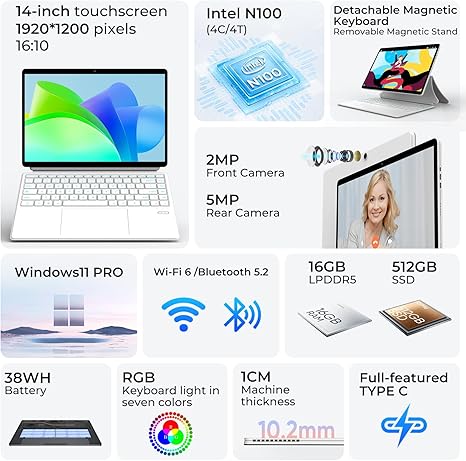 14-inch touchscreen
1920*1200 pixels
16:10
Intel N100
(4C/4T)
intel
N100
Detachable Magnetic
Keyboard
Removable Magnetic Stand
2MP
Front Camera
5MP
Rear Camera
Windows11 PRO
Wi-Fi 6 /Bluetooth 5.2
16GB
LPDDR5
512GB
SSD
16GB
RAM
512GB
SSD
38WH
Battery
RGB
Keyboard light in
seven colors
R
G
B
1CM
Machine
thickness
10.2mm
Full-featured
TYPE C